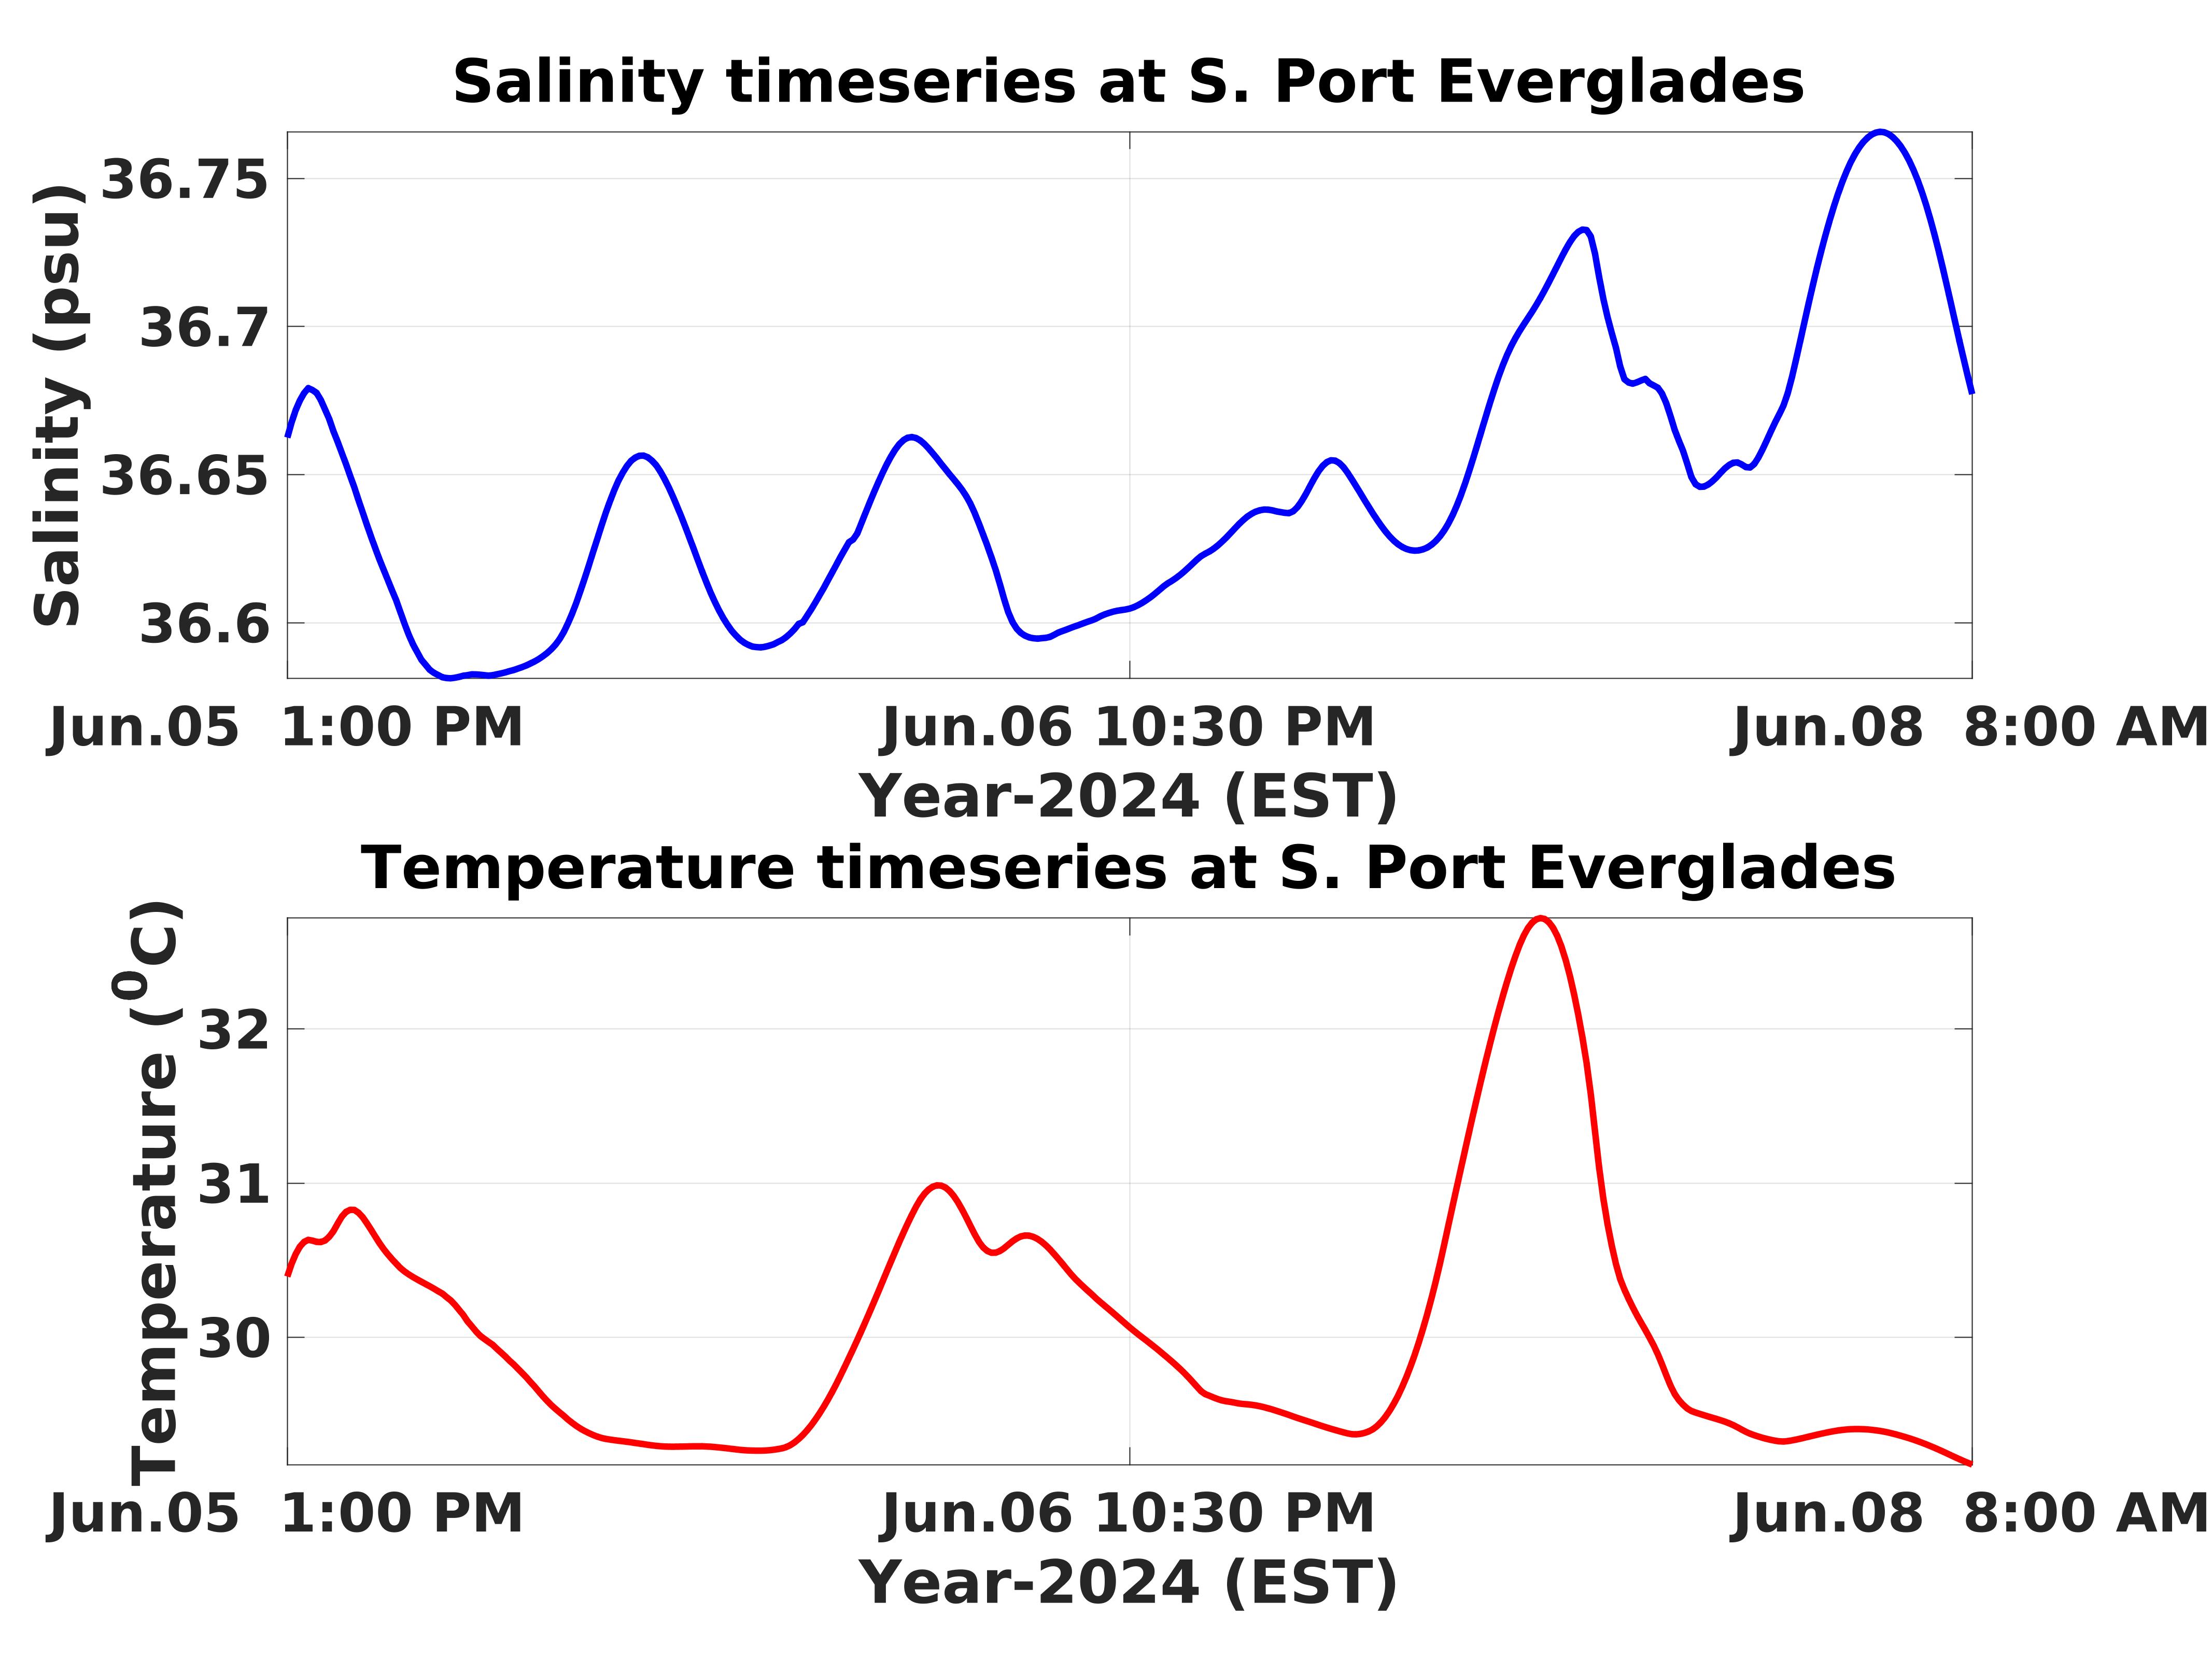 Salinity timeseries at S. Port Everglades
Salinity (psu)
36.75
36.7
36.65
36.6
Jun.05  1:00 PM
Jun.06 10:30 PM
Jun.08  8:00 AM
Year-2024 (EST)
Temperature timeseries at S. Port Everglades
Temperature (⁰C)
32
31
30
Jun.05  1:00 PM
Jun.06 10:30 PM
Jun.08  8:00 AM
Year-2024 (EST)